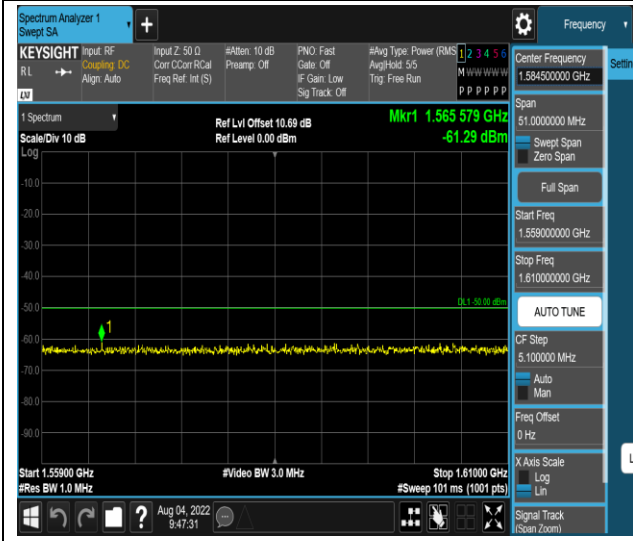 Spectrum Analyzer 1
Swept SA
Frequency
KEYSIGHT Input: RF Input Z: 50 Ω #Atten: 10 dB PNO: Fast #Avg Type: Power (RMS 1 2 3 4 5 6
RL Coupling: DC Corr CCorr RCal Preamp: Off Gate: Off Avg|Hold: 5/5 M W W W W W
Align: Auto Freq Ref: Int (S) IF Gain: Low Trig: Free Run
LXI Sig Track: Off P P P P P P
1 Spectrum Ref Lvl Offset 10.69 dB Mkr1 1.565 579 GHz
Scale/Div 10 dB Ref Level 0.00 dBm -61.29 dBm
Log
-10.0
-20.0
-30.0
-40.0
DL1 -50.00 dBm
-50.0
1
-60.0
-70.0
-80.0
-90.0
Start 1.55900 GHz #Video BW 3.0 MHz Stop 1.61000 GHz
#Res BW 1.0 MHz #Sweep 101 ms (1001 pts)
Aug 04, 2022
9:47:31
Center Frequency
1.584500000 GHz
Settin
Span
51.0000000 MHz
Swept Span
Zero Span
Full Span
Start Freq
1.559000000 GHz
Stop Freq
1.610000000 GHz
AUTO TUNE
CF Step
5.100000 MHz
Auto
Man
Freq Offset
0 Hz
X Axis Scale
Log
Lin
L
Signal Track
(Span Zoom)